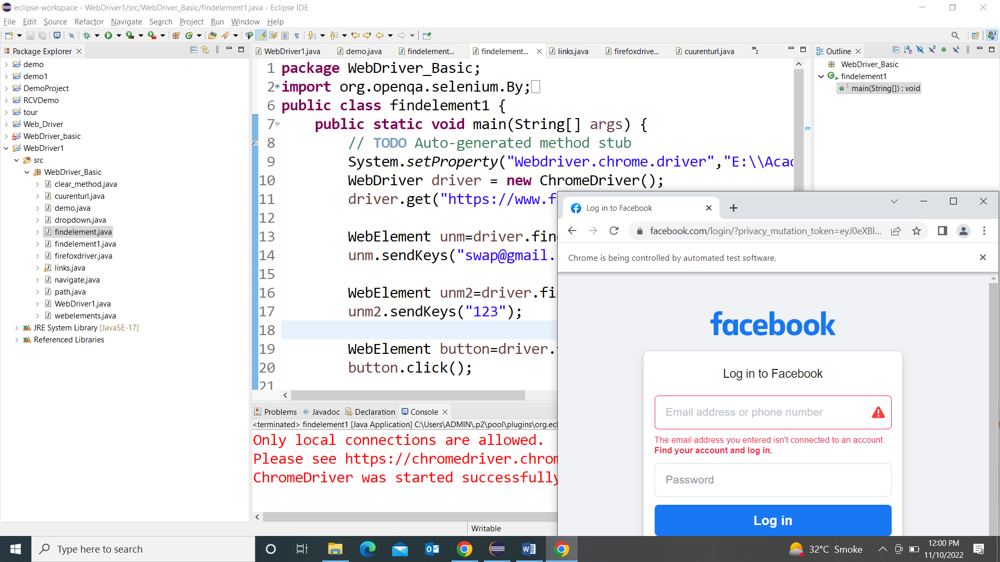 eclipse-workspace - WebDriver1/src/WebDriver_Basic/findelement1.java - Eclipse IDE
File Edit Source Refactor Navigate Search Project Run Window Help
Package Explorer
demo
demo1
DemoProject
RCVDemo
tour
Web_Driver
WebDriver_basic
WebDriver1
src
WebDriver_Basic
clear_method.java
cuurenturl.java
demo.java
dropdown.java
findelement.java
findelement1.java
firefoxdriver.java
links.java
navigate.java
path.java
WebDriver1.java
webelements.java
JRE System Library [JavaSE-17]
Referenced Libraries
WebDriver1.java demo.java findelement... findelement... links.java firefoxdrive... cuurenturl.java »2
1 package WebDriver_Basic;
2 import org.openqa.selenium.By;
6 public class findelement1 {
7 public static void main(String[] args) {
8 // TODO Auto-generated method stub
9 System.setProperty("Webdriver.chrome.driver","E:\\Acad
10 WebDriver driver = new ChromeDriver();
11 driver.get("https://www.f
12
13 WebElement unm=driver.find
14 unm.sendKeys("swap@gmail.
15
16 WebElement unm2=driver.fin
17 unm2.sendKeys("123");
18
19 WebElement button=driver.
20 button.click();
21
Problems @ Javadoc Declaration Console
<terminated> findelement1 [Java Application] C:\Users\ADMIN\.p2\pool\plugins\org.ecl
Only local connections are allowed.
Please see https://chromedriver.chrom
ChromeDriver was started successfully
Writable
Outline
WebDriver_Basic
findelement1
main(String[]) : void
Log in to Facebook
facebook.com/login/?privacy_mutation_token=eyJ0eXBl...
Chrome is being controlled by automated test software.
facebook
Log in to Facebook
Email address or phone number
The email address you entered isn't connected to an account.
Find your account and log in.
Password
Log in
Type here to search
32°C Smoke
12:00 PM
11/10/2022